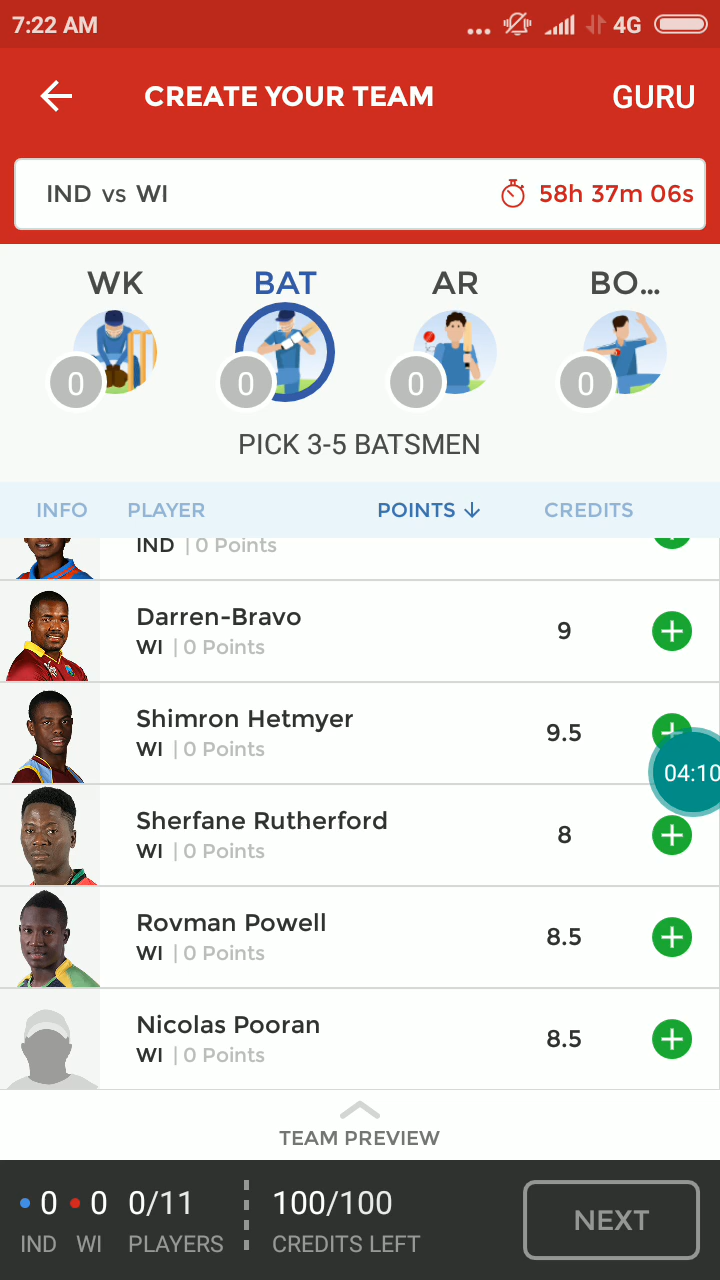 7:22 AM ... 4G
CREATE YOUR TEAM GURU
IND vs WI 58h 37m 06s
WK BAT AR BO...
0 0 0 0
PICK 3-5 BATSMEN
INFO PLAYER POINTS CREDITS
IND | 0 Points
Darren-Bravo
WI | 0 Points
9
Shimron Hetmyer
WI | 0 Points
9.5
04:10
Sherfane Rutherford
WI | 0 Points
8
Rovman Powell
WI | 0 Points
8.5
Nicolas Pooran
WI | 0 Points
8.5
TEAM PREVIEW
0 0 0/11 100/100
IND WI PLAYERS CREDITS LEFT
NEXT